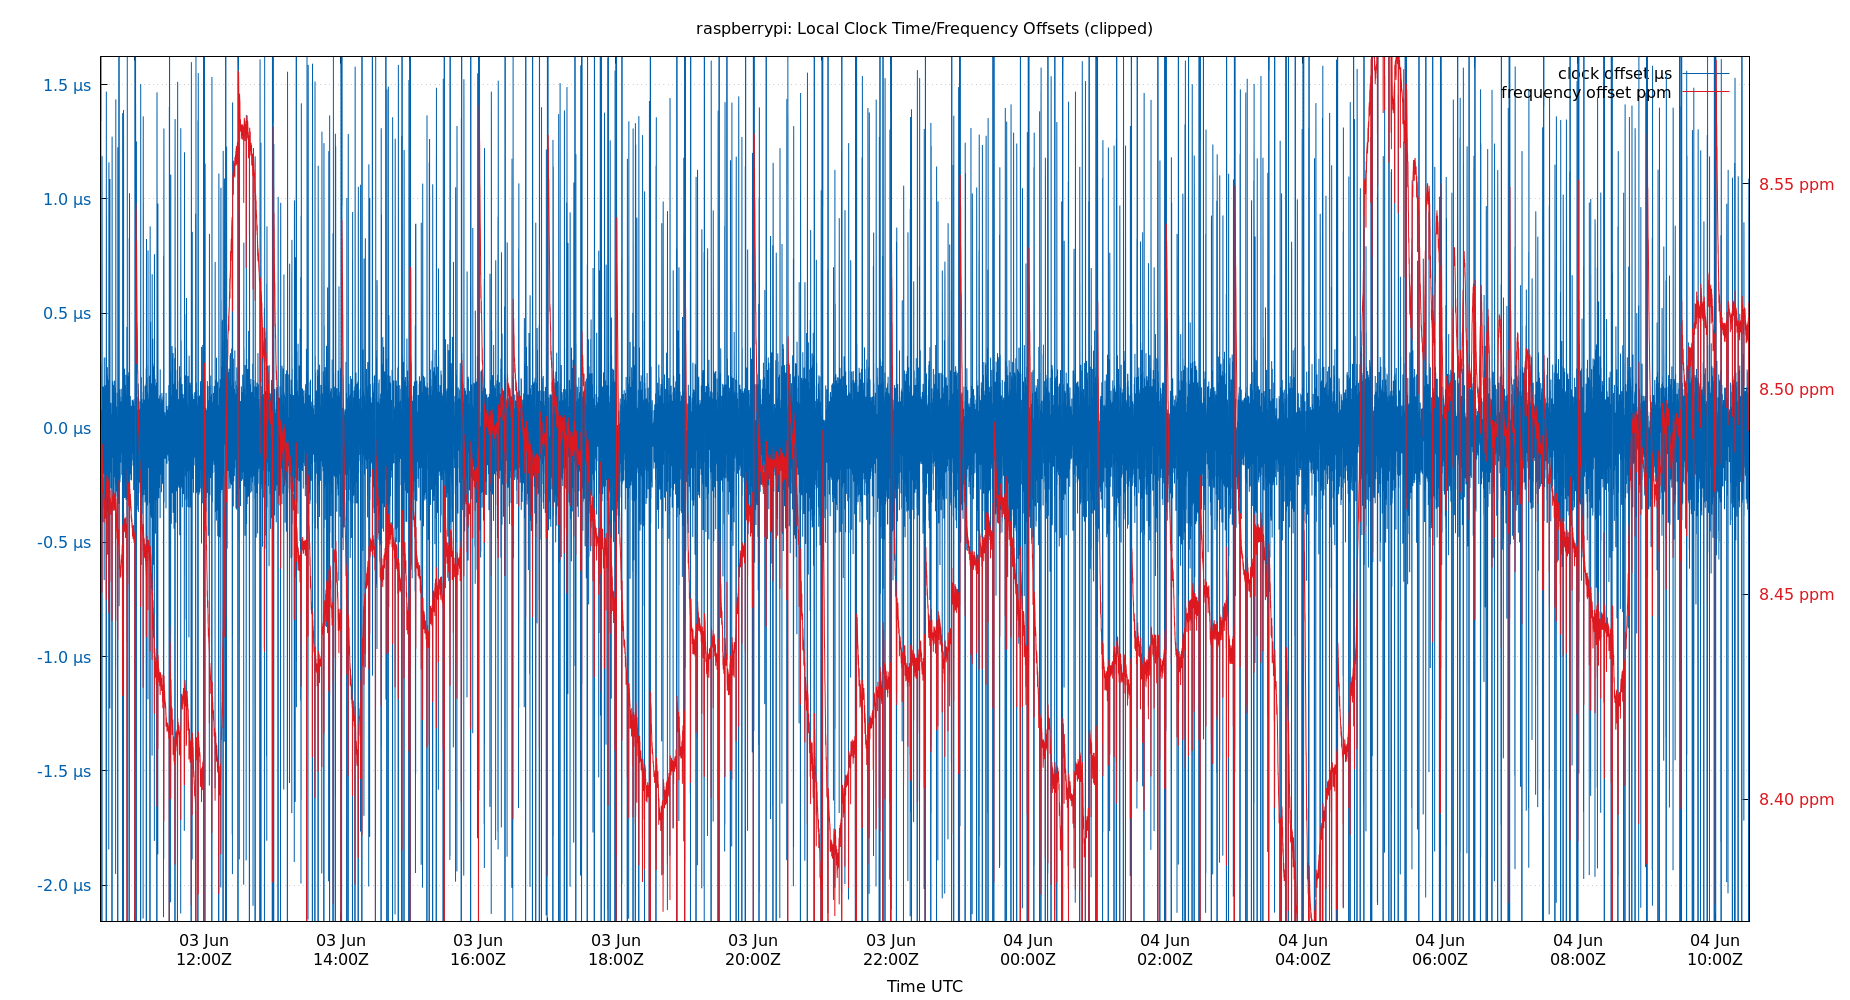 raspberrypi: Local Clock Time/Frequency Offsets (clipped)
clock offset µs
frequency offset ppm
1.5 µs
1.0 µs
0.5 µs
0.0 µs
-0.5 µs
-1.0 µs
-1.5 µs
-2.0 µs
8.55 ppm
8.50 ppm
8.45 ppm
8.40 ppm
03 Jun 03 Jun 03 Jun 03 Jun 03 Jun 03 Jun 04 Jun 04 Jun 04 Jun 04 Jun 04 Jun 04 Jun
12:00Z 14:00Z 16:00Z 18:00Z 20:00Z 22:00Z 00:00Z 02:00Z 04:00Z 06:00Z 08:00Z 10:00Z
Time UTC